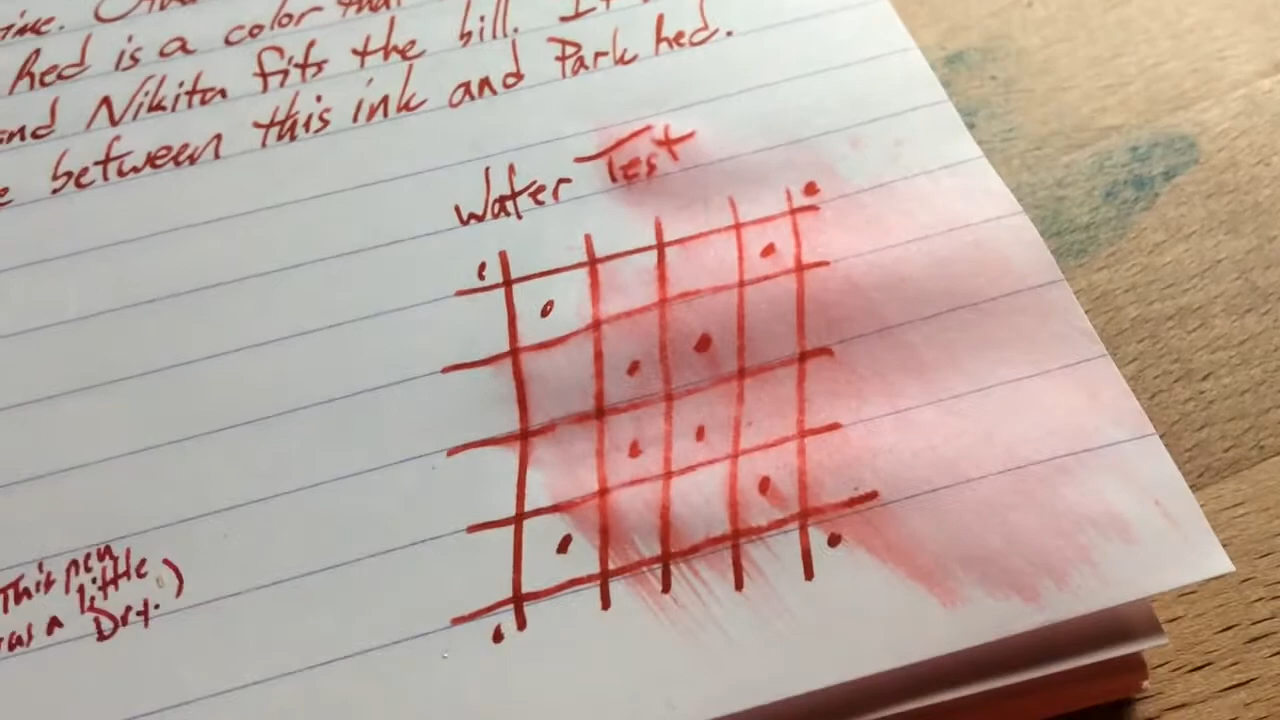 Red is a color that
and Nikita fits the bill. It
between this ink and Park Red.
Water Test
This pen
was a little
Dry.)